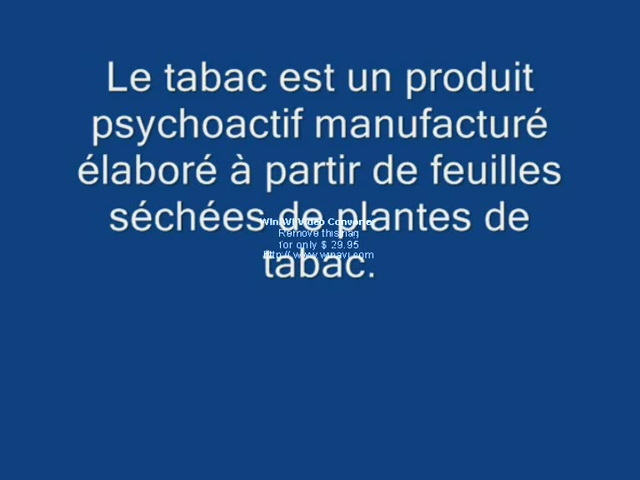 Le tabac est un produit
psychoactif manufacturé
élaboré à partir de feuilles
séchées de plantes de
tabac.
WinAVI Video Converter
Remove this tag
for only $ 29.95
http://www.winavi.com